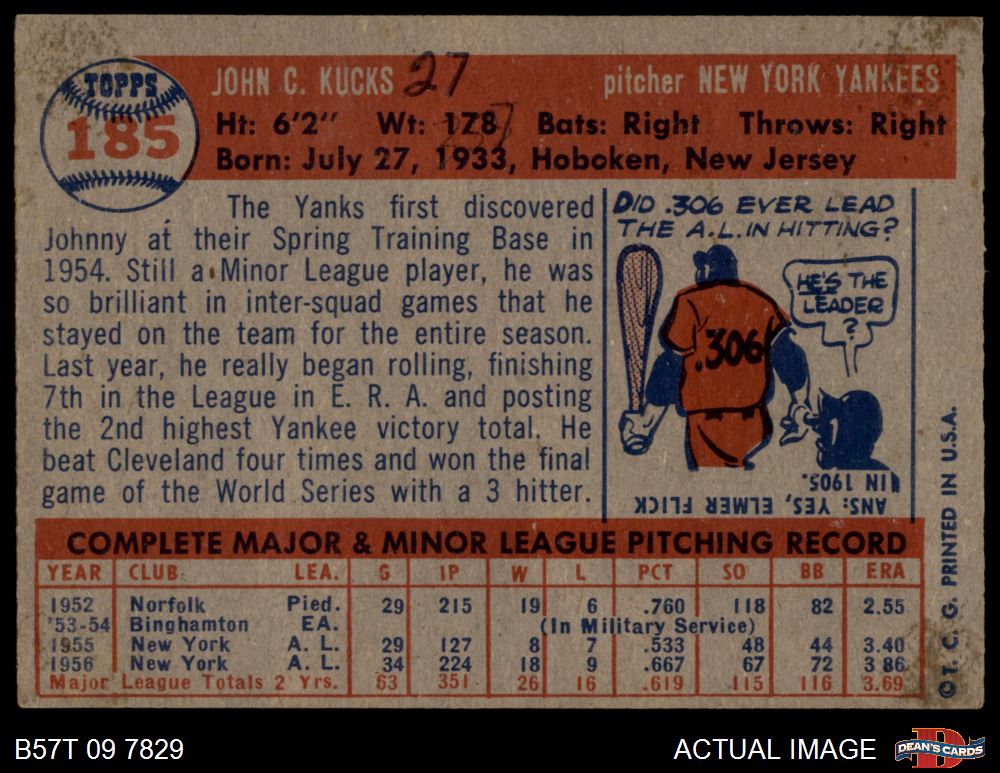 TOPPS
185
JOHN C. KUCKS 27
pitcher NEW YORK YANKEES
Ht: 6'2" Wt: 178 Bats: Right Throws: Right
Born: July 27, 1933, Hoboken, New Jersey
The Yanks first discovered
Johnny at their Spring Training Base in
1954. Still a Minor League player, he was
so brilliant in inter-squad games that he
stayed on the team for the entire season.
Last year, he really began rolling, finishing
7th in the League in E. R. A. and posting
the 2nd highest Yankee victory total. He
beat Cleveland four times and won the final
game of the World Series with a 3 hitter.
DID .306 EVER LEAD
THE A.L. IN HITTING?
HE'S THE
LEADER
?
.306
ANS: YES, ELMER FLICK
IN 1905.
COMPLETE MAJOR & MINOR LEAGUE PITCHING RECORD
YEAR CLUB LEA. G IP W L PCT SO BB ERA
1952 Norfolk Pied. 29 215 19 6 .760 118 82 2.55
'53-54 Binghamton EA. (In Military Service)
1955 New York A. L. 29 127 8 7 .533 48 44 3.40
1956 New York A. L. 34 224 18 9 .667 67 72 3.86
Major League Totals 2 Yrs. 63 351 26 16 .619 115 116 3.69
© T. C. G. PRINTED IN U.S.A.
B57T 09 7829
ACTUAL IMAGE
D
DEAN'S CARDS